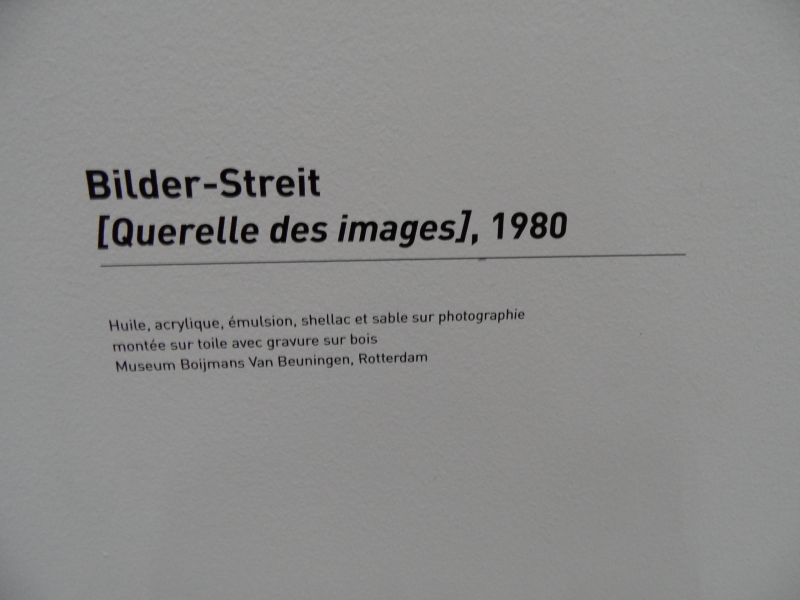 Bilder-Streit
[Querelle des images], 1980
Huile, acrylique, émulsion, shellac et sable sur photographie
montée sur toile avec gravure sur bois
Museum Boijmans Van Beuningen, Rotterdam